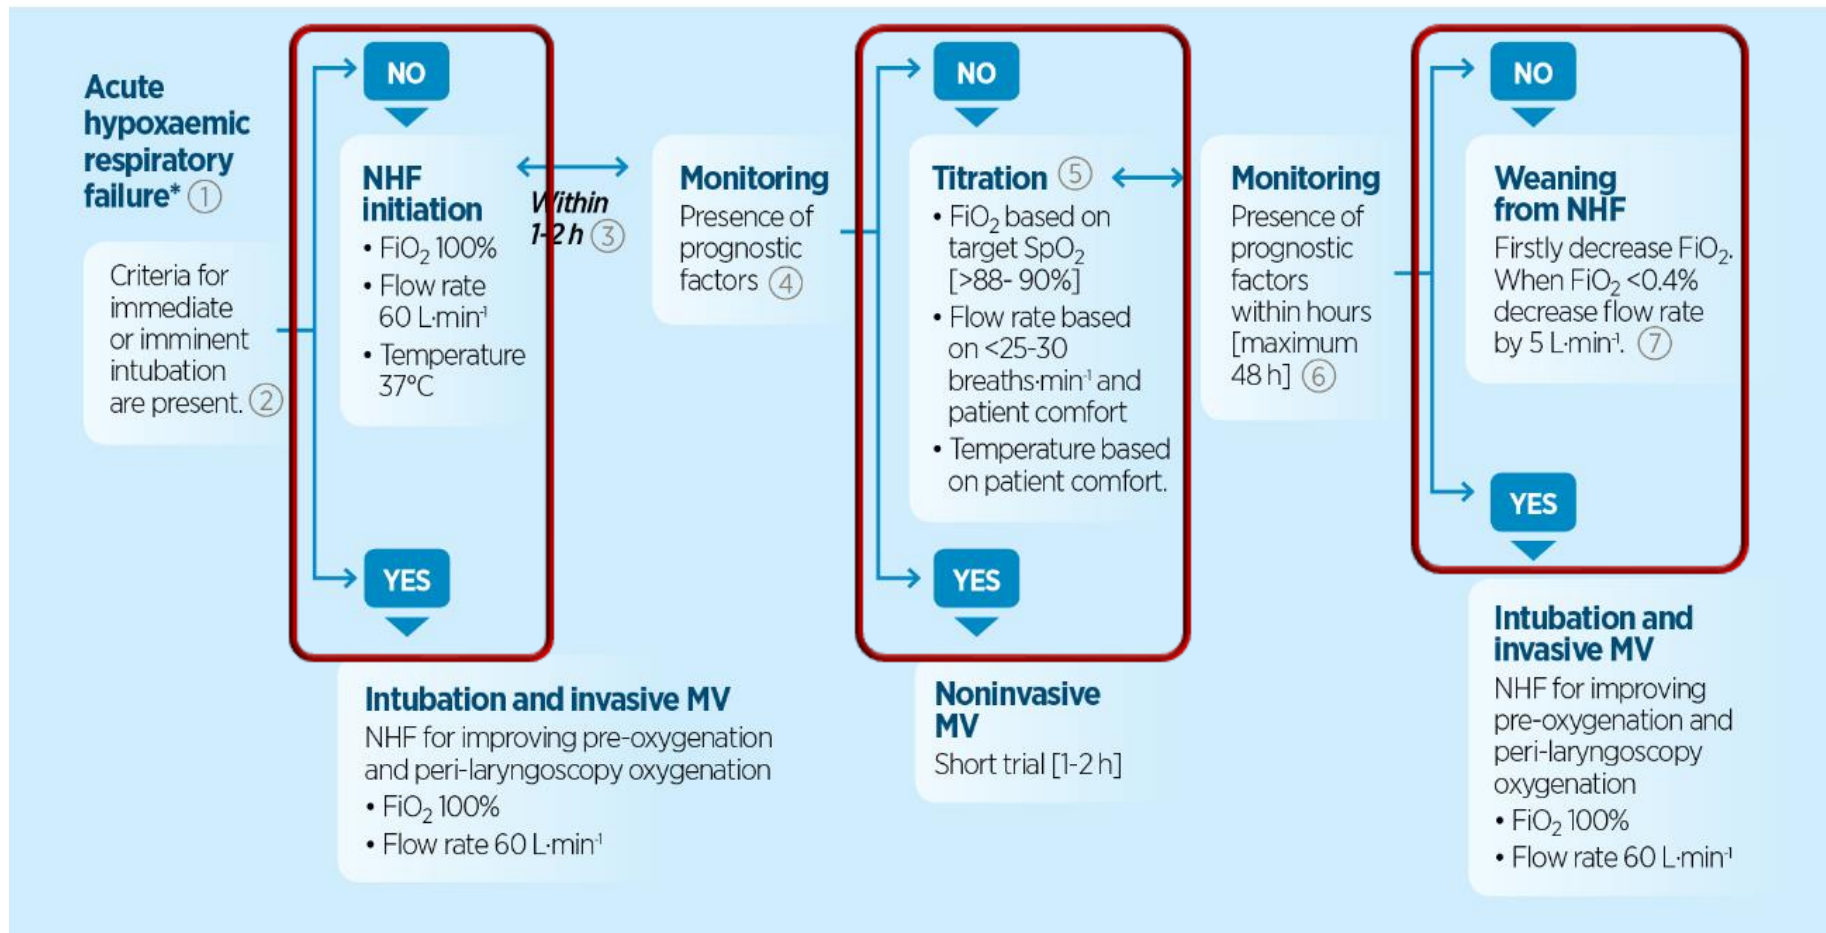 Acute
hypoxaemic
respiratory
failure* ①
Criteria for
immediate
or imminent
intubation
are present. ②
NO
NHF
initiation
• FiO₂ 100%
• Flow rate
60 L·min⁻¹
• Temperature
37°C
YES
Intubation and invasive MV
NHF for improving pre-oxygenation
and peri-laryngoscopy oxygenation
• FiO₂ 100%
• Flow rate 60 L·min⁻¹
Within
1-2 h ③
Monitoring
Presence of
prognostic
factors ④
NO
Titration ⑤
• FiO₂ based on
target SpO₂
[>88- 90%]
• Flow rate based
on <25-30
breaths·min⁻¹ and
patient comfort
• Temperature based
on patient comfort.
YES
Noninvasive
MV
Short trial [1-2 h]
Monitoring
Presence of
prognostic
factors
within hours
[maximum
48 h] ⑥
NO
Weaning
from NHF
Firstly decrease FiO₂.
When FiO₂ <0.4%
decrease flow rate
by 5 L·min⁻¹. ⑦
YES
Intubation and
invasive MV
NHF for improving
pre-oxygenation and
peri-laryngoscopy
oxygenation
• FiO₂ 100%
• Flow rate 60 L·min⁻¹